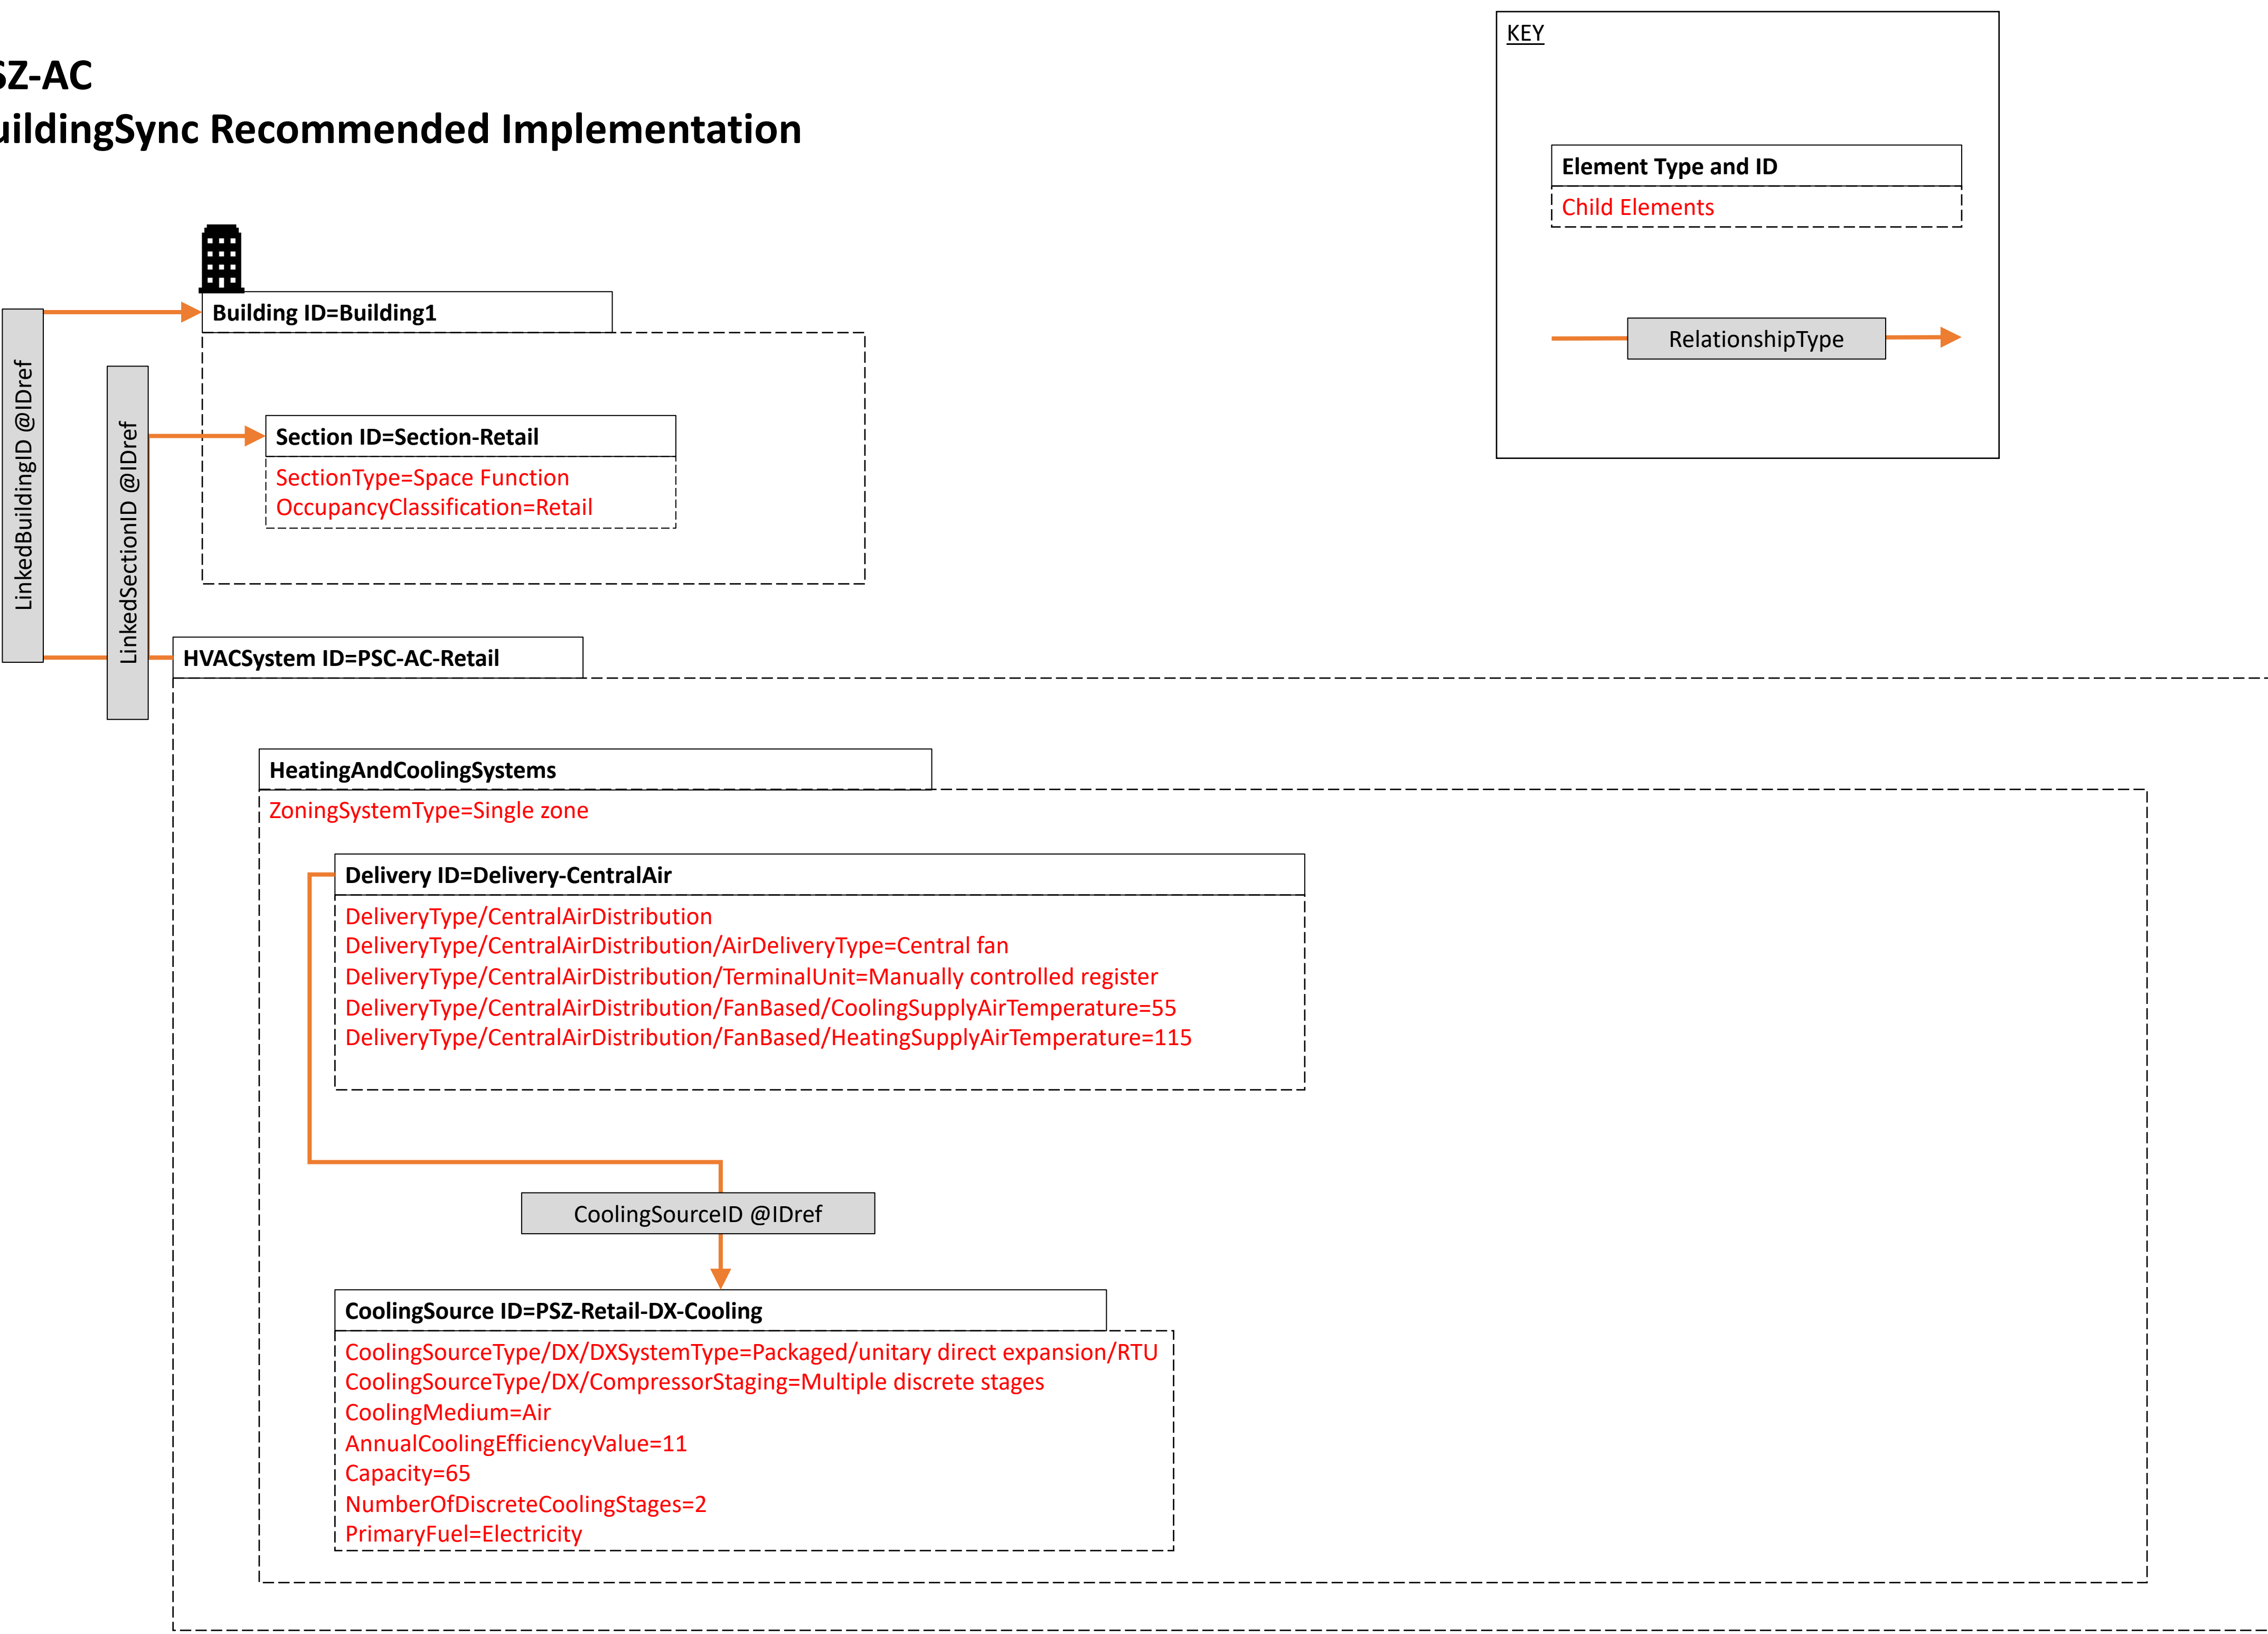 SZ-AC
uildingSync Recommended Implementation
KEY
Element Type and ID
Child Elements
RelationshipType
Building ID=Building1
LinkedBuildingID @IDref
LinkedSectionID @IDref
Section ID=Section-Retail
SectionType=Space Function
OccupancyClassification=Retail
HVACSystem ID=PSC-AC-Retail
HeatingAndCoolingSystems
ZoningSystemType=Single zone
Delivery ID=Delivery-CentralAir
DeliveryType/CentralAirDistribution
DeliveryType/CentralAirDistribution/AirDeliveryType=Central fan
DeliveryType/CentralAirDistribution/TerminalUnit=Manually controlled register
DeliveryType/CentralAirDistribution/FanBased/CoolingSupplyAirTemperature=55
DeliveryType/CentralAirDistribution/FanBased/HeatingSupplyAirTemperature=115
CoolingSourceID @IDref
CoolingSource ID=PSZ-Retail-DX-Cooling
CoolingSourceType/DX/DXSystemType=Packaged/unitary direct expansion/RTU
CoolingSourceType/DX/CompressorStaging=Multiple discrete stages
CoolingMedium=Air
AnnualCoolingEfficiencyValue=11
Capacity=65
NumberOfDiscreteCoolingStages=2
PrimaryFuel=Electricity